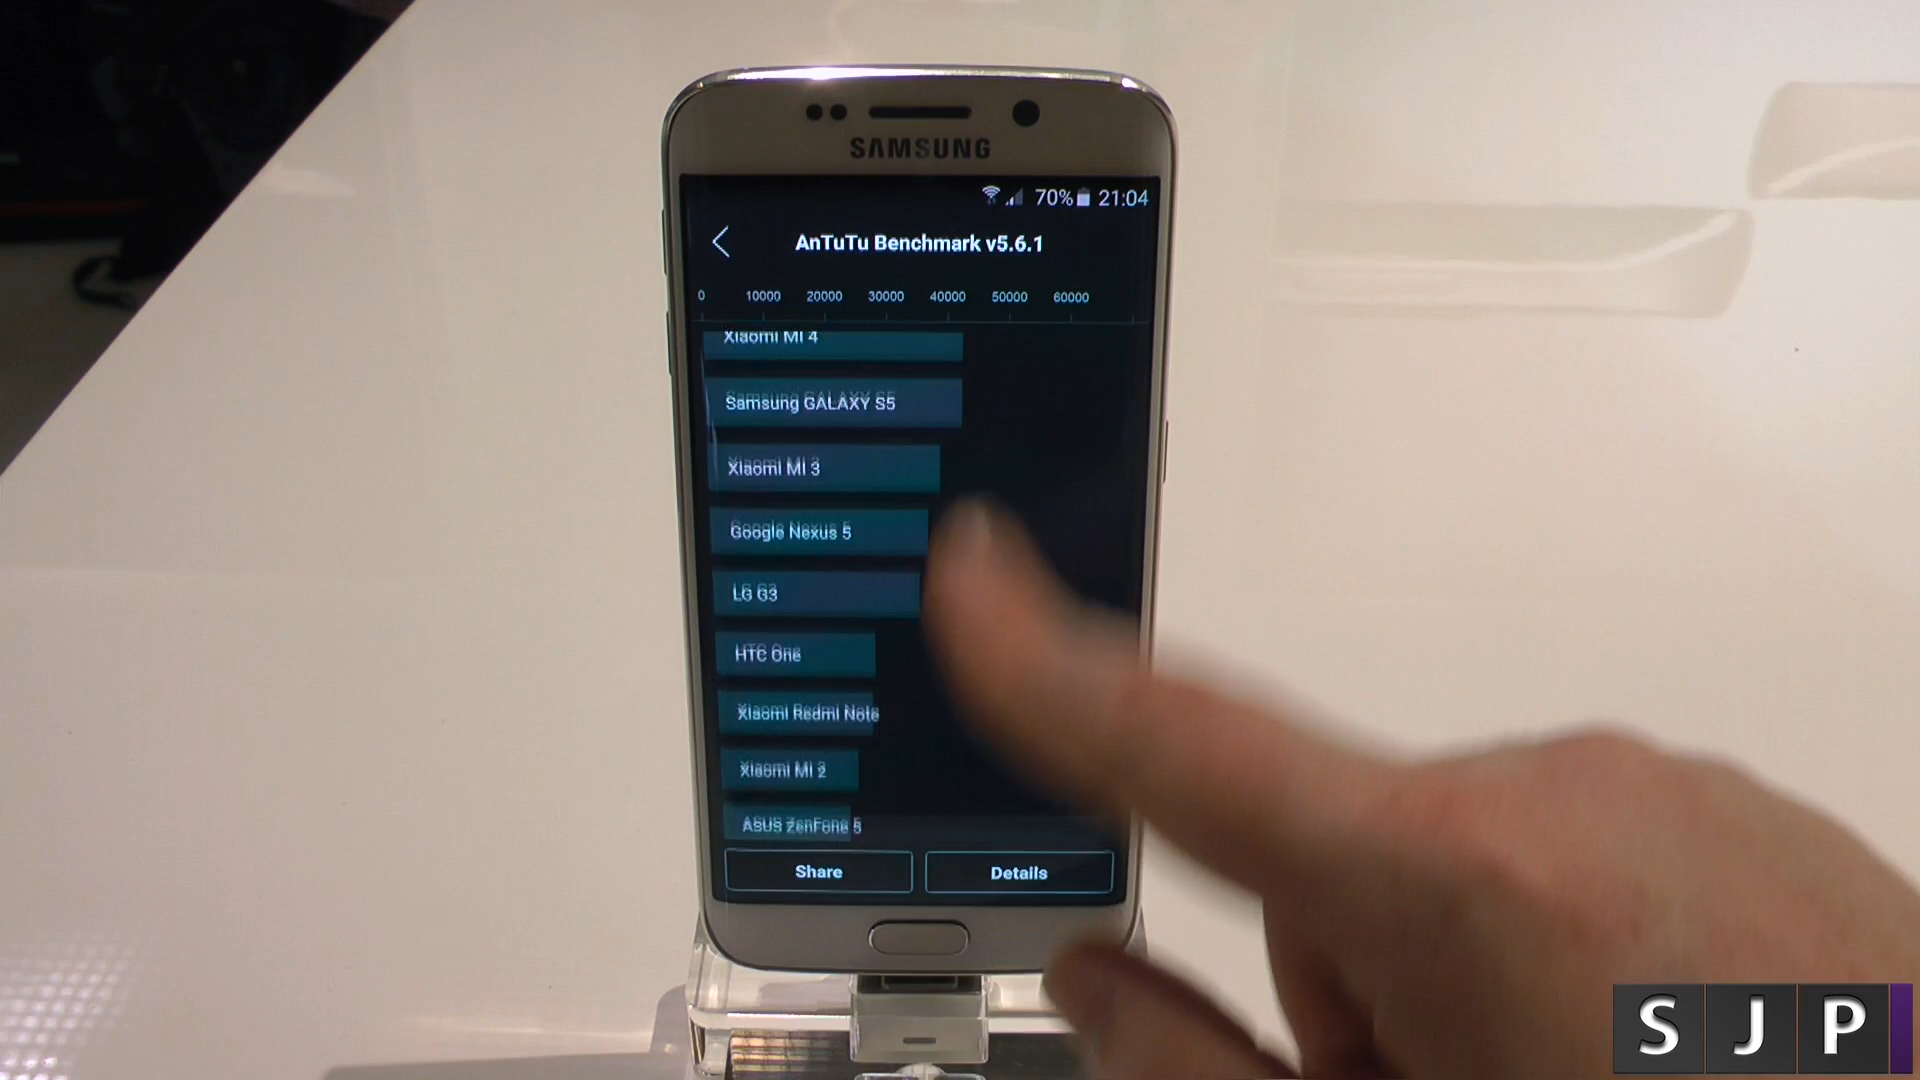 SAMSUNG
70% 21:04
AnTuTu Benchmark v5.6.1
0 10000 20000 30000 40000 50000 60000
Xiaomi MI 4
Samsung GALAXY S5
Xiaomi MI 3
Google Nexus 5
LG G3
HTC One
Xiaomi Redmi Note
Xiaomi MI 2
ASUS ZenFone 5
Share Details
SJP